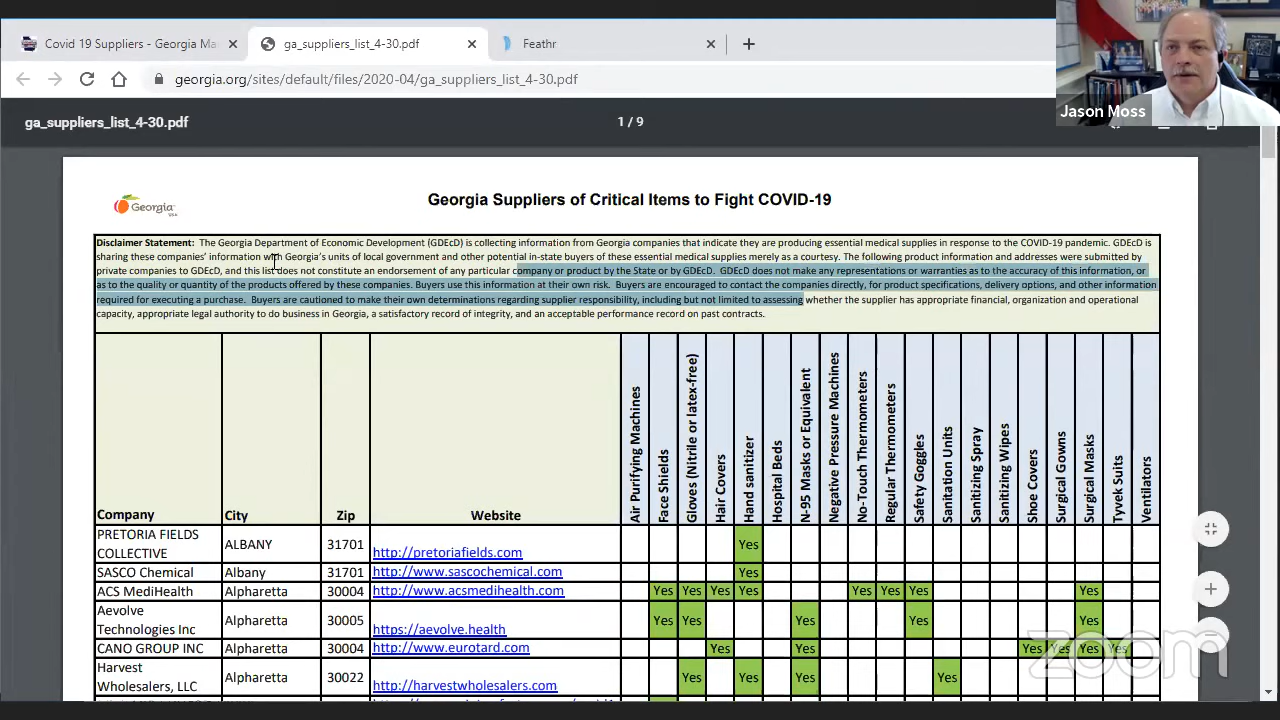 Covid 19 Suppliers - Georgia Ma
ga_suppliers_list_4-30.pdf
Feathr
georgia.org/sites/default/files/2020-04/ga_suppliers_list_4-30.pdf
Jason Moss
ga_suppliers_list_4-30.pdf
1 / 9
Georgia
Georgia Suppliers of Critical Items to Fight COVID-19
Disclaimer Statement: The Georgia Department of Economic Development (GDEcD) is collecting information from Georgia companies that indicate they are producing essential medical supplies in response to the COVID-19 pandemic. GDEcD is
sharing these companies' information with Georgia's units of local government and other potential in-state buyers of these essential medical supplies merely as a courtesy. The following product information and addresses were submitted by
private companies to GDEcD, and this list does not constitute an endorsement of any particular company or product by the State or by GDEcD. GDEcD does not make any representations or warranties as to the accuracy of this information, or
as to the quality or quantity of the products offered by these companies. Buyers use this information at their own risk. Buyers are encouraged to contact the companies directly, for product specifications, delivery options, and other information
required for executing a purchase. Buyers are cautioned to make their own determinations regarding supplier responsibility, including but not limited to assessing whether the supplier has appropriate financial, organization and operational
capacity, appropriate legal authority to do business in Georgia, a satisfactory record of integrity, and an acceptable performance record on past contracts.
Company
City
Zip
Website
Air Purifying Machines
Face Shields
Gloves (Nitrile or latex-free)
Hair Covers
Hand sanitizer
Hospital Beds
N-95 Masks or Equivalent
Negative Pressure Machines
No-Touch Thermometers
Regular Thermometers
Safety Goggles
Sanitation Units
Sanitizing Spray
Sanitizing Wipes
Shoe Covers
Surgical Gowns
Surgical Masks
Tyvek Suits
Ventilators
PRETORIA FIELDS
COLLECTIVE
ALBANY 31701 http://pretoriafields.com Yes
SASCO Chemical Albany 31701 http://www.sascochemical.com Yes
ACS MediHealth Alpharetta 30004 http://www.acsmedihealth.com Yes Yes Yes Yes Yes Yes Yes Yes
Aevolve
Technologies Inc
Alpharetta 30005 https://aevolve.health Yes Yes Yes Yes Yes
CANO GROUP INC Alpharetta 30004 http://www.eurotard.com Yes Yes Yes Yes Yes Yes
Harvest
Wholesalers, LLC
Alpharetta 30022 http://harvestwholesalers.com Yes Yes Yes Yes
zoom